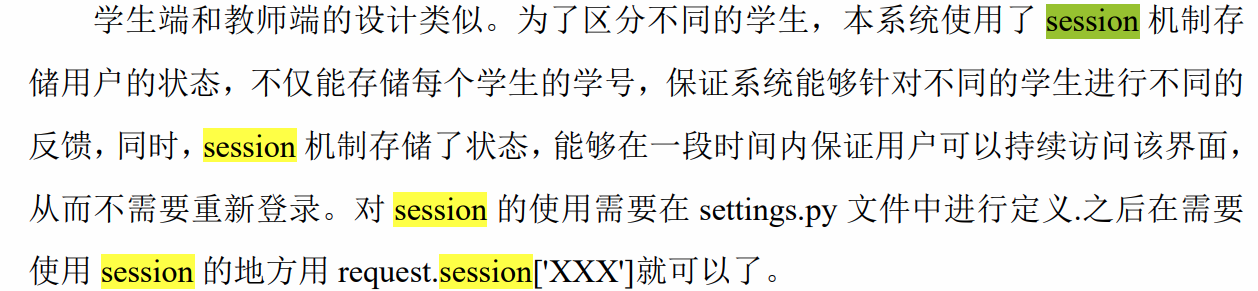 学生端和教师端的设计类似。为了区分不同的学生，本系统使用了 session 机制存
储用户的状态，不仅能存储每个学生的学号，保证系统能够针对不同的学生进行不同的
反馈，同时，session 机制存储了状态，能够在一段时间内保证用户可以持续访问该界面，
从而不需要重新登录。对 session 的使用需要在 settings.py 文件中进行定义.之后在需要
使用 session 的地方用 request.session['XXX']就可以了。